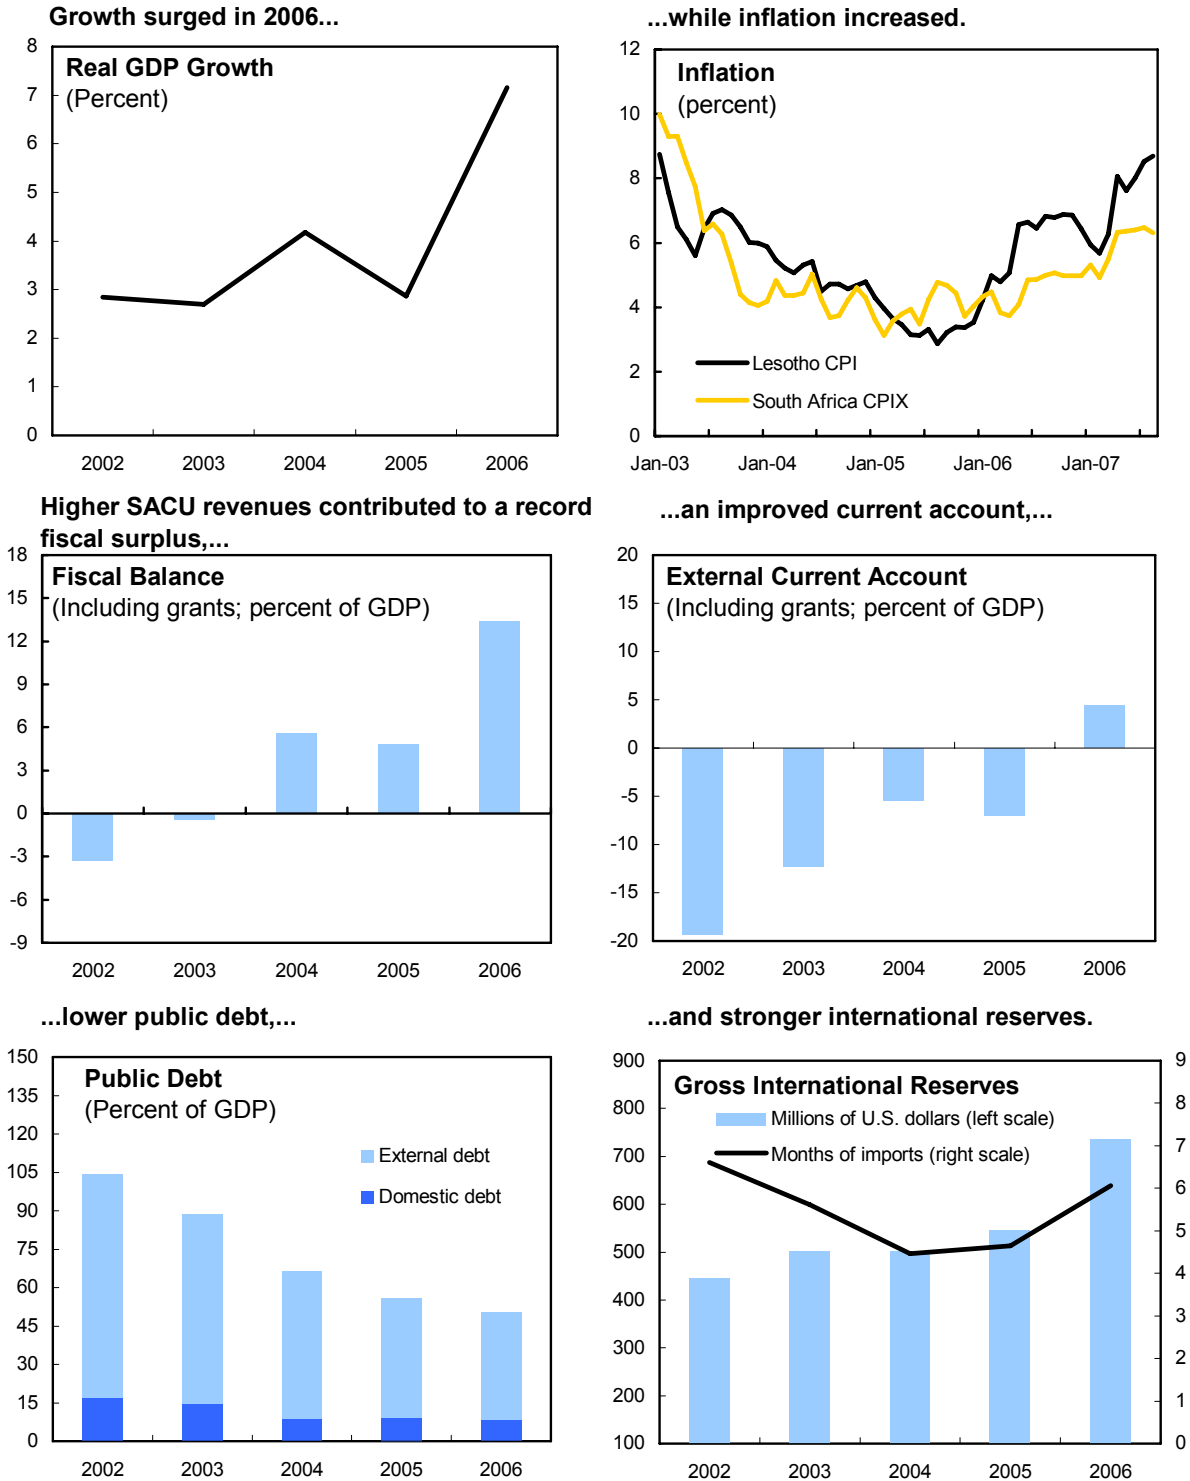 Growth surged in 2006...
8
7
6
5
4
3
2
1
0
Real GDP Growth
(Percent)
2002 2003 2004 2005 2006
...while inflation increased.
12
10
8
6
4
2
0
Inflation
(percent)
Lesotho CPI
South Africa CPIX
Jan-03 Jan-04 Jan-05 Jan-06 Jan-07
Higher SACU revenues contributed to a record
fiscal surplus,...
18
15
12
9
6
3
0
-3
-6
-9
Fiscal Balance
(Including grants; percent of GDP)
2002 2003 2004 2005 2006
...an improved current account,...
20
15
10
5
0
-5
-10
-15
-20
External Current Account
(Including grants; percent of GDP)
2002 2003 2004 2005 2006
...lower public debt,...
150
135
120
105
90
75
60
45
30
15
0
Public Debt
(Percent of GDP)
External debt
Domestic debt
2002 2003 2004 2005 2006
...and stronger international reserves.
900
800
700
600
500
400
300
200
100
Gross International Reserves
Millions of U.S. dollars (left scale)
Months of imports (right scale)
9
8
7
6
5
4
3
2
1
0
2002 2003 2004 2005 2006